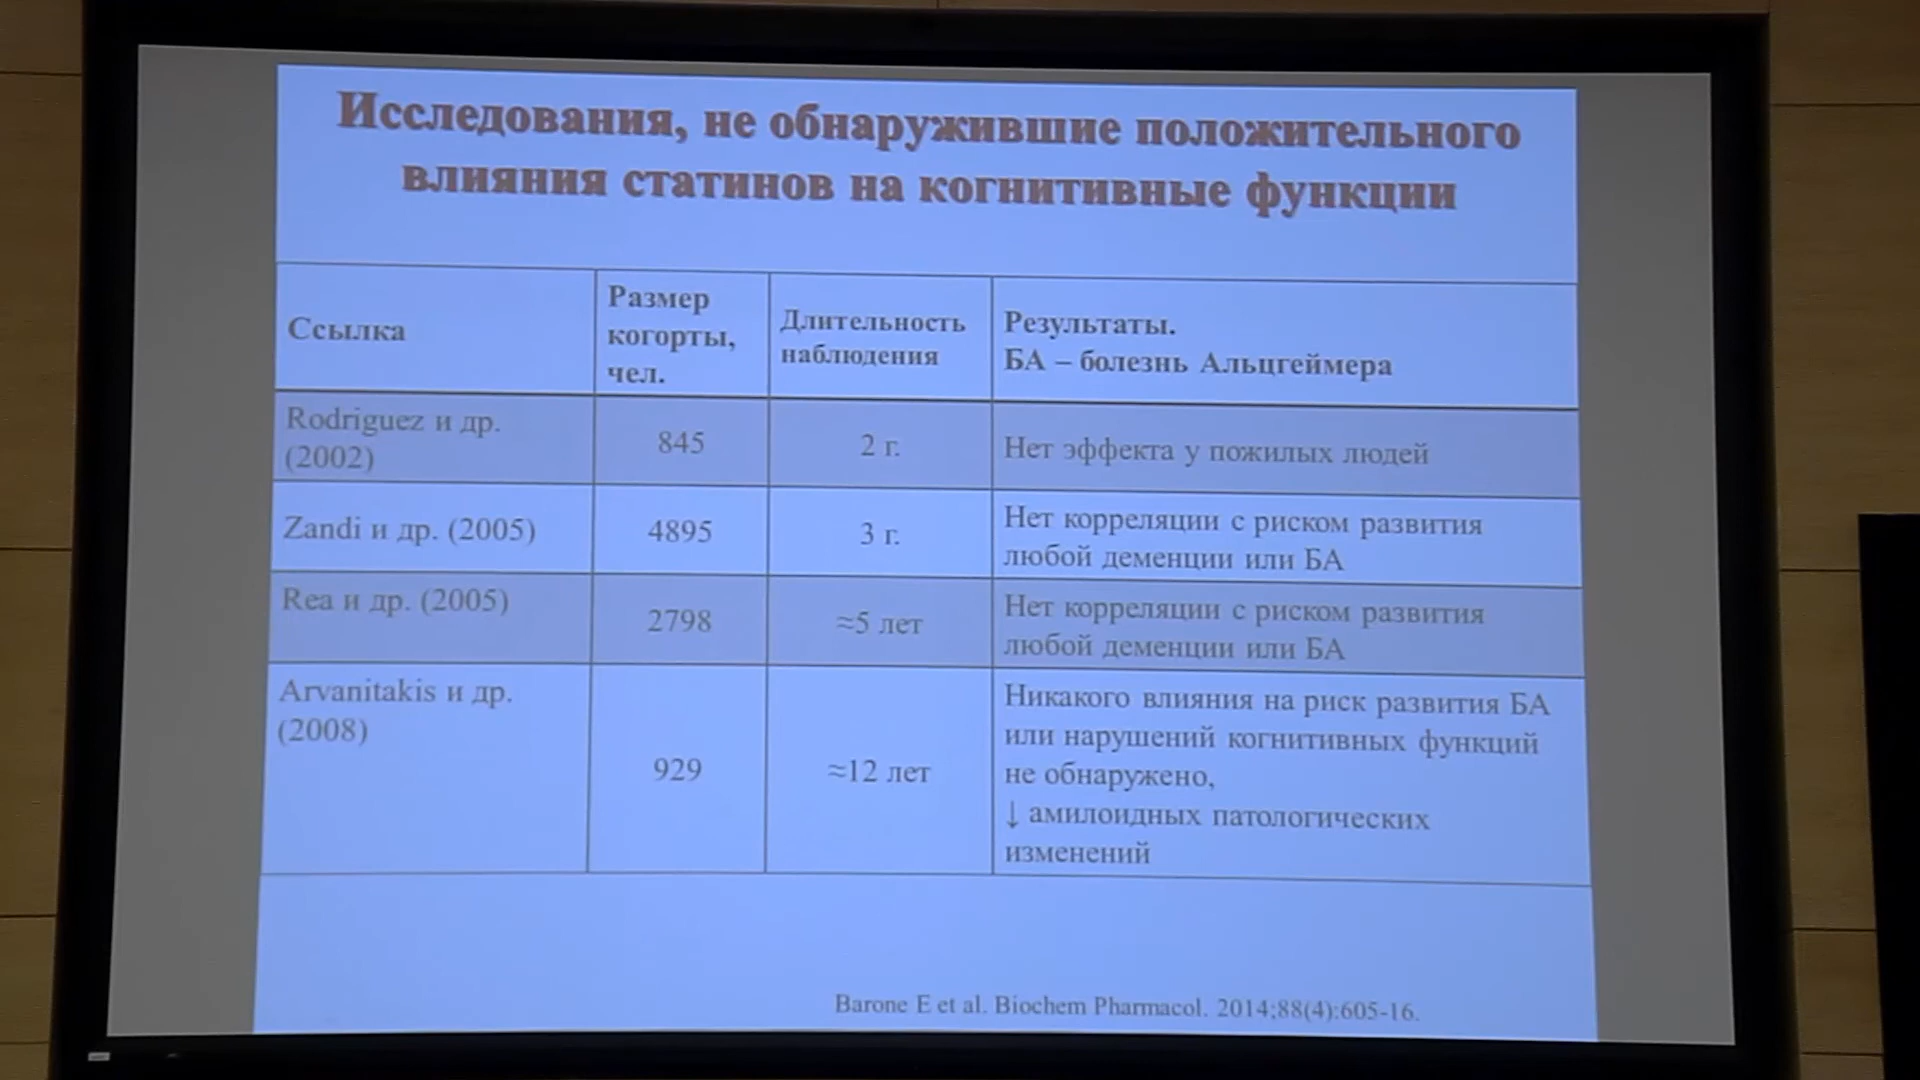 Исследования, не обнаружившие положительного
влияния статинов на когнитивные функции
Ссылка
Размер
когорты,
чел.
Длительность
наблюдения
Результаты.
БА – болезнь Альцгеймера
Rodriguez и др.
(2002)
845
2 г.
Нет эффекта у пожилых людей
Zandi и др. (2005)
4895
3 г.
Нет корреляции с риском развития
любой деменции или БА
Rea и др. (2005)
2798
≈5 лет
Нет корреляции с риском развития
любой деменции или БА
Arvanitakis и др.
(2008)
929
≈12 лет
Никакого влияния на риск развития БА
или нарушений когнитивных функций
не обнаружено,
↓ амилоидных патологических
изменений
Barone E et al. Biochem Pharmacol. 2014;88(4):605-16.